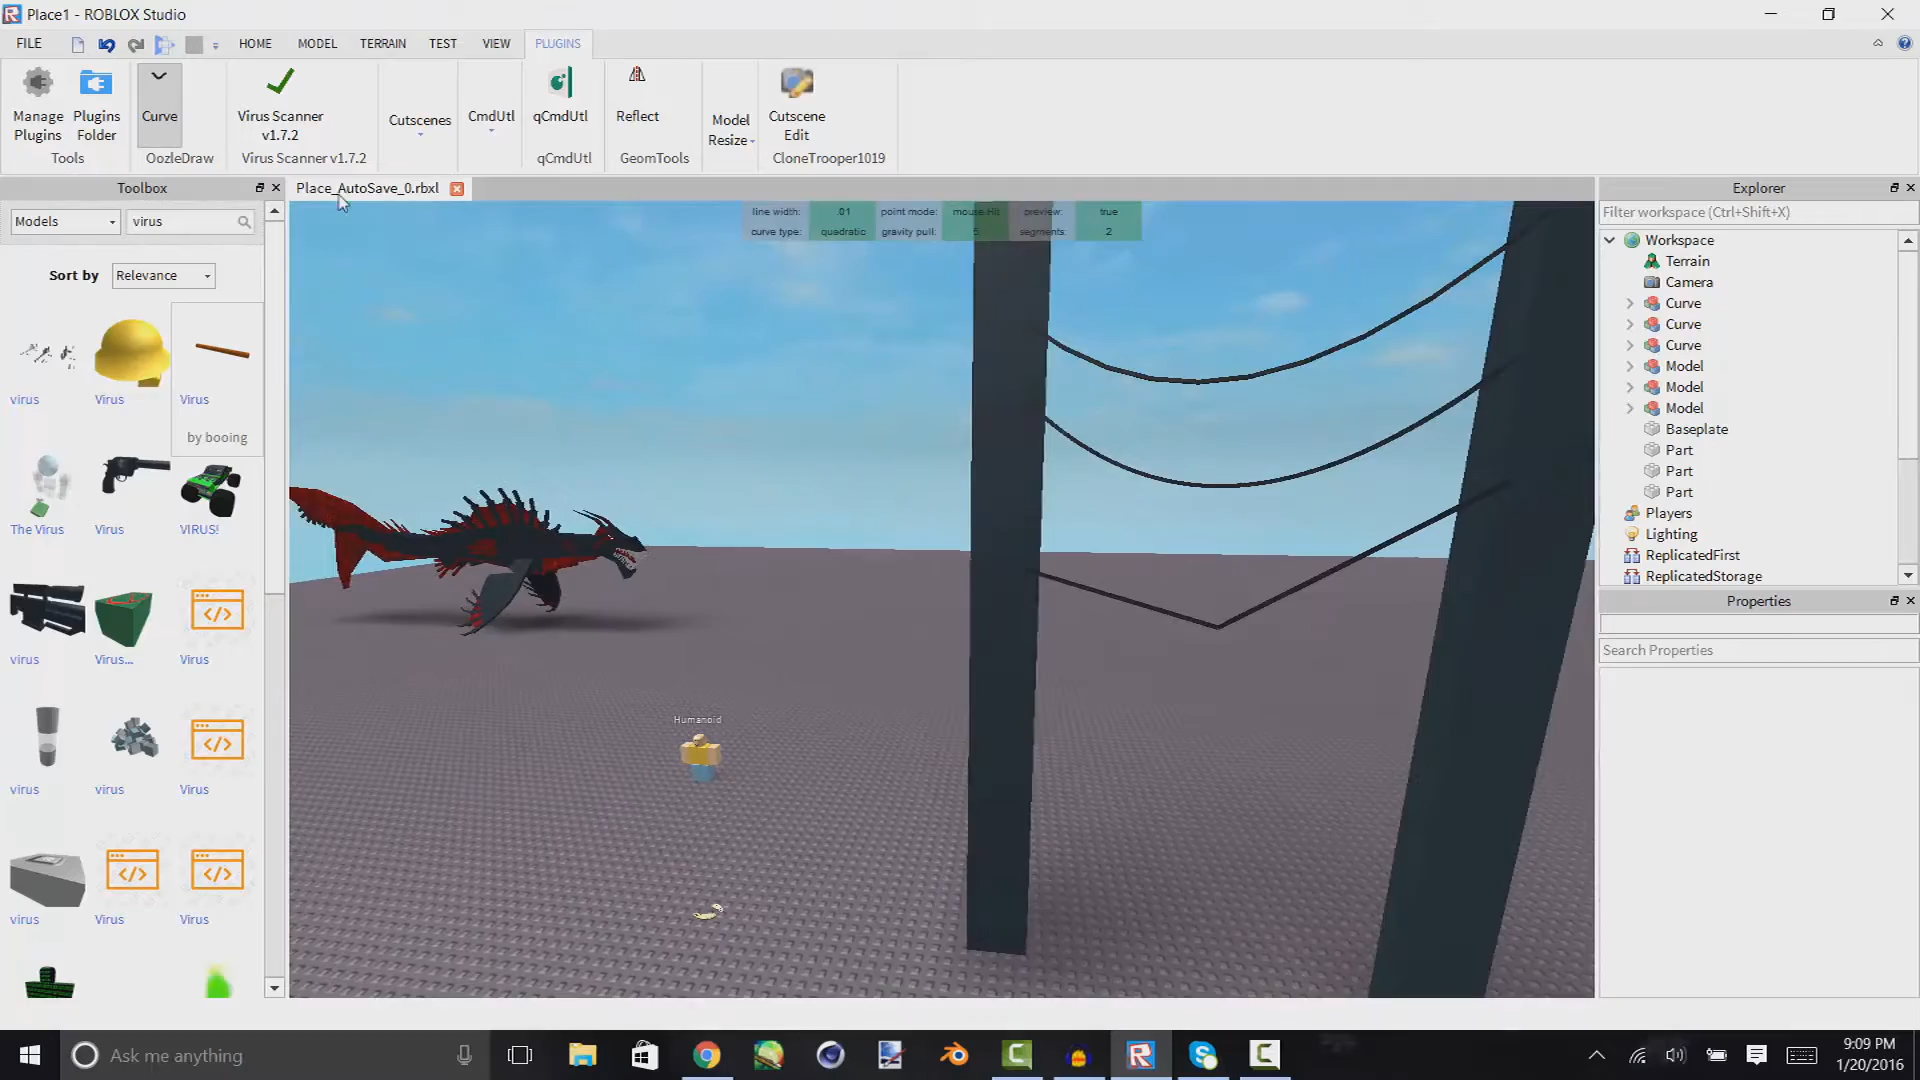 Place1 - ROBLOX Studio
FILE
HOME
MODEL
TERRAIN
TEST
VIEW
PLUGINS
Manage Plugins
Plugins Folder
Curve
Virus Scanner v1.7.2
Cutscenes
CmdUtl
qCmdUtl
Reflect
Model Resize
Cutscene Edit
Tools
OozleDraw
Virus Scanner v1.7.2
qCmdUtl
GeomTools
CloneTrooper1019
Toolbox
Place_AutoSave_0.rbxl
Explorer
Models
virus
Sort by
Relevance
virus
Virus
Virus
by booing
The Virus
Virus
VIRUS!
virus
Virus...
Virus
virus
virus
Virus
virus
Virus
Virus
line width:
.01
point mode:
mouse.Hit
preview:
true
curve type:
quadratic
gravity pull:
segments:
2
Humanoid
Filter workspace (Ctrl+Shift+X)
Workspace
Terrain
Camera
Curve
Curve
Curve
Model
Model
Model
Baseplate
Part
Part
Part
Players
Lighting
ReplicatedFirst
ReplicatedStorage
Properties
Search Properties
Ask me anything
9:09 PM
1/20/2016